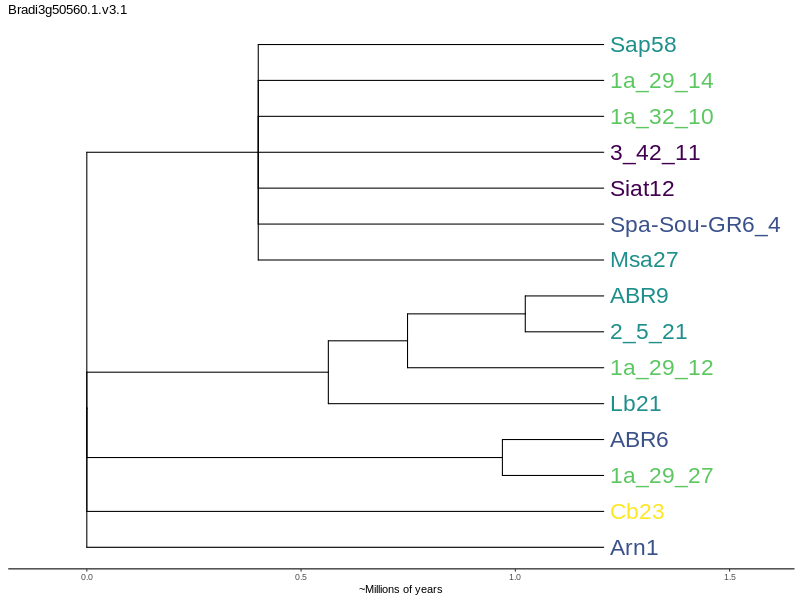 Bradi3g50560.1.v3.1
Sap58
1a_29_14
1a_32_10
3_42_11
Siat12
Spa-Sou-GR6_4
Msa27
ABR9
2_5_21
1a_29_12
Lb21
ABR6
1a_29_27
Cb23
Arn1
0.0 0.5 1.0 1.5
~Millions of years